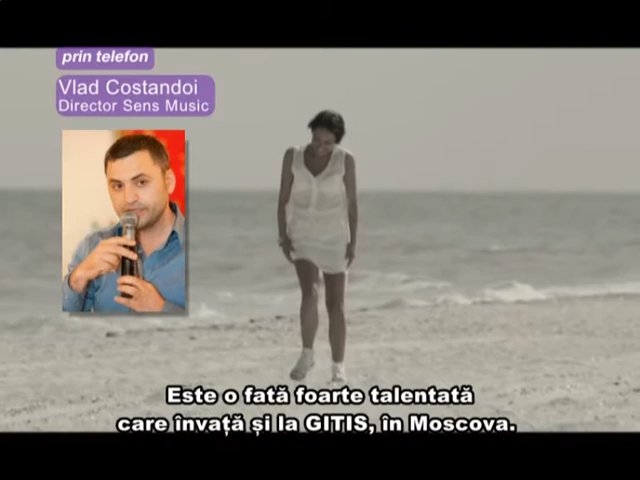 prin telefon
Vlad Costandoi
Director Sens Music
Este o fată foarte talentată
care învață și la GITIS, în Moscova.